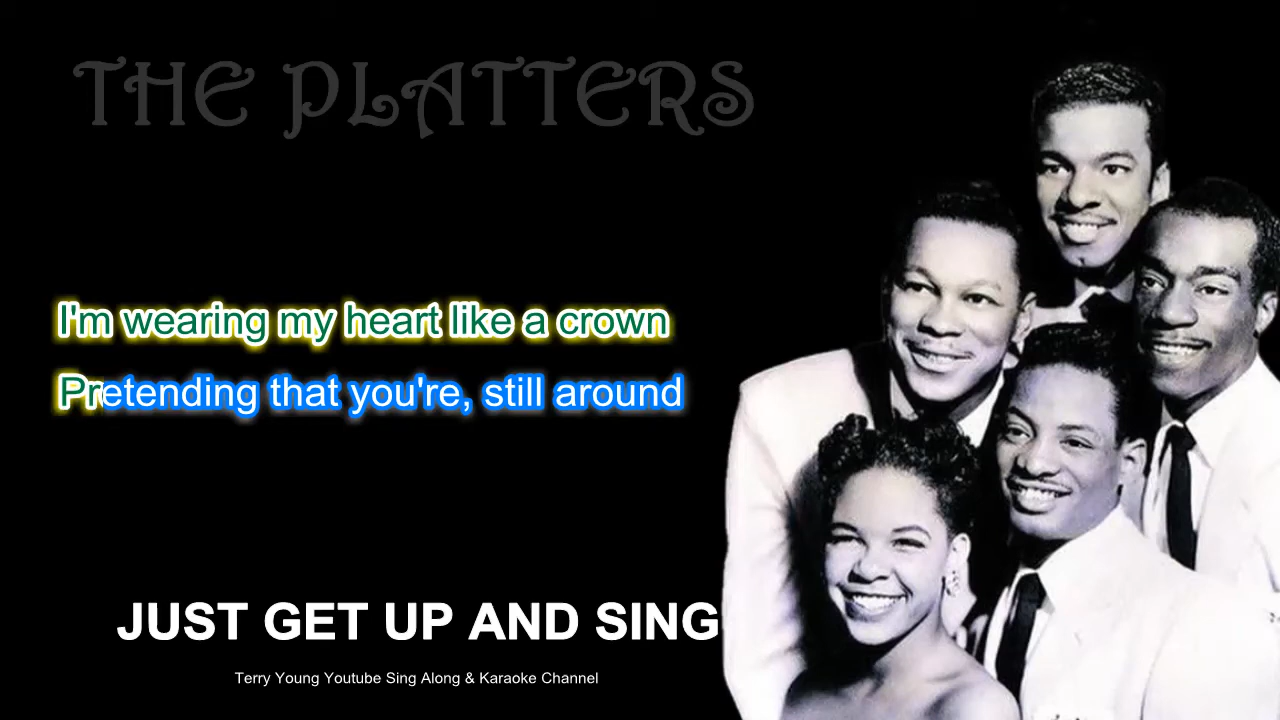 THE PLATTERS
I'm wearing my heart like a crown
Pretending that you're, still around
JUST GET UP AND SING
Terry Young Youtube Sing Along & Karaoke Channel